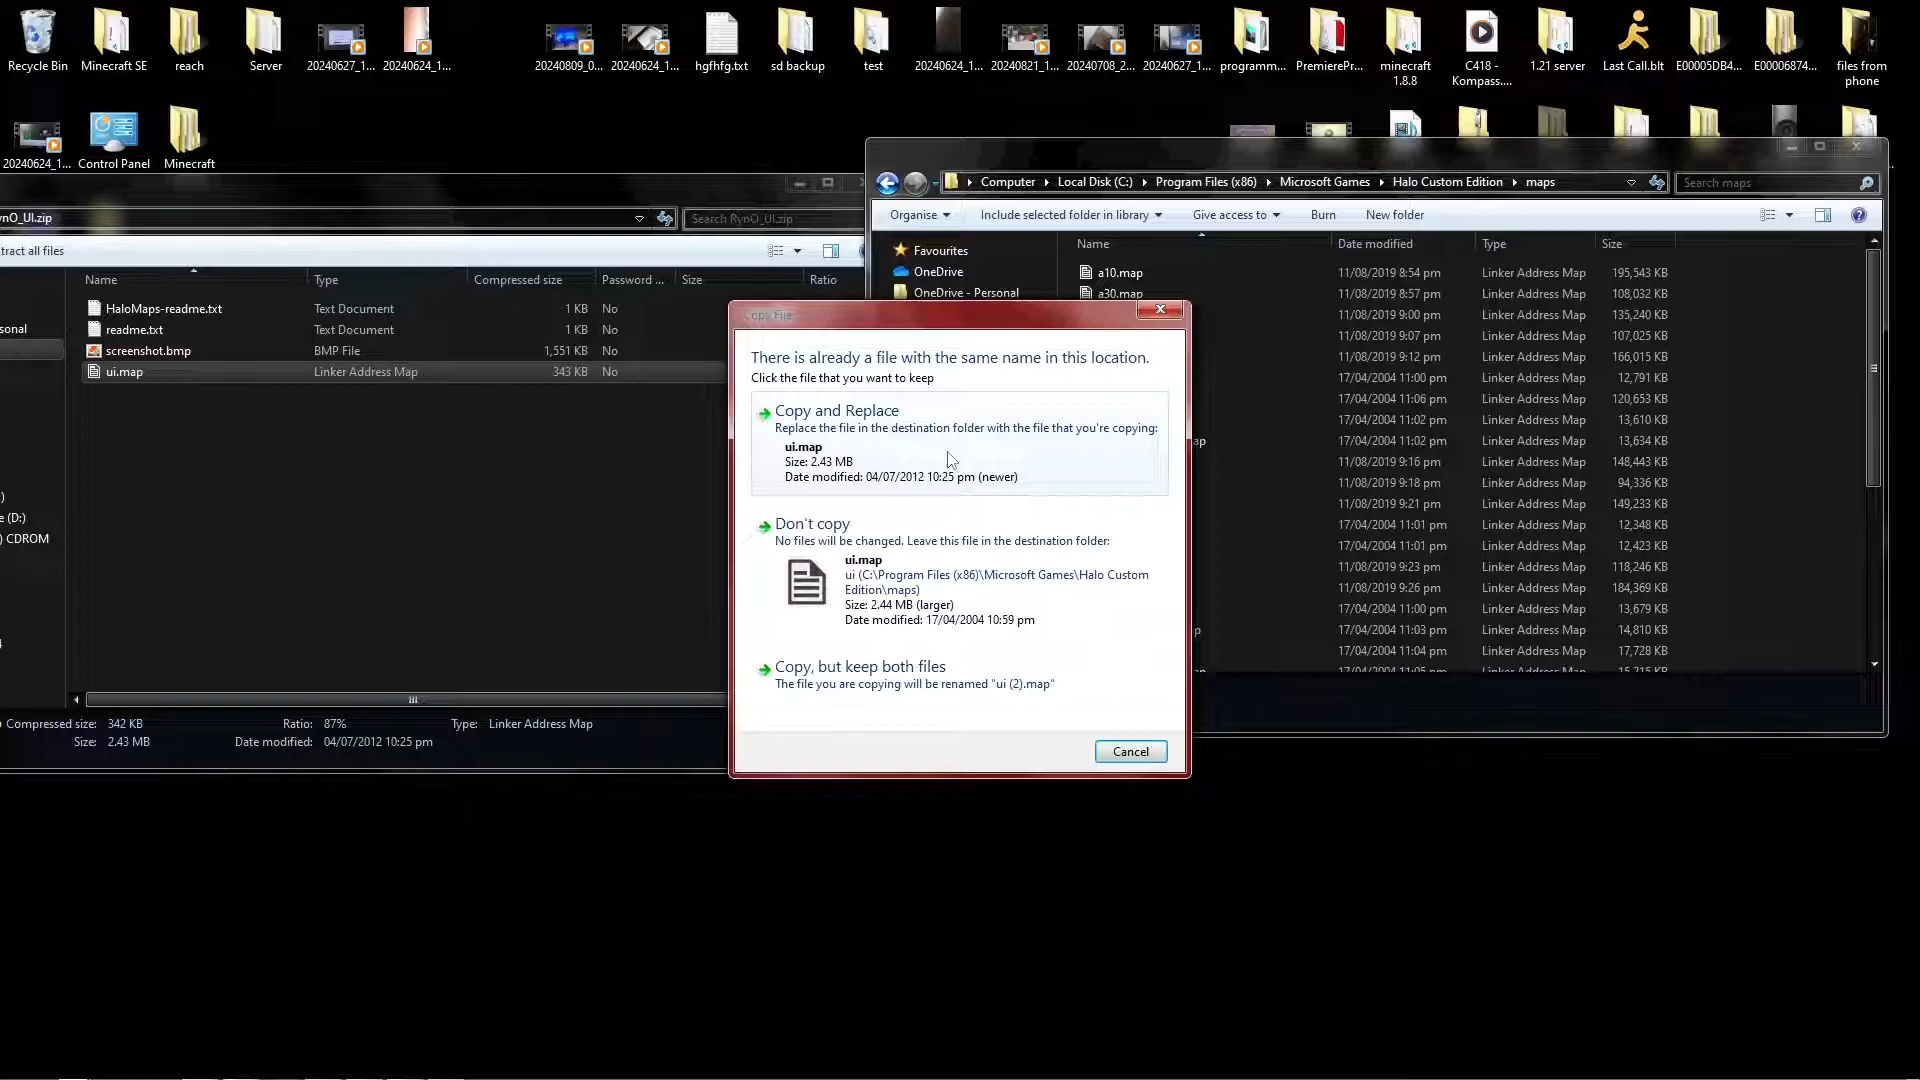 Recycle Bin
Minecraft SE
reach
Server
20240627_1...
20240624_1...
20240809_0...
20240624_1...
hgfhfg.txt
sd backup
test
20240624_1...
20240821_1...
20240708_2...
20240627_1...
programm...
PremierePr...
minecraft
1.8.8
C418 -
Kompass....
1.21 server
Last Call.blt
E00005DB4...
E00006874...
files from
phone
20240624_1...
Control Panel
Minecraft
ynO_UI.zip
Search RynO_UI.zip
tract all files
Name
Type
Compressed size
Password ...
Size
Ratio
HaloMaps-readme.txt
Text Document
1 KB
No
readme.txt
Text Document
1 KB
No
screenshot.bmp
BMP File
1,551 KB
No
ui.map
Linker Address Map
343 KB
No
sonal
)
e (D:)
) CDROM
Compressed size: 342 KB
Ratio: 87%
Type: Linker Address Map
Size: 2.43 MB
Date modified: 04/07/2012 10:25 pm
Computer
Local Disk (C:)
Program Files (x86)
Microsoft Games
Halo Custom Edition
maps
Search maps
Organise
Include selected folder in library
Give access to
Burn
New folder
Favourites
OneDrive
OneDrive - Personal
Name
Date modified
Type
Size
a10.map
11/08/2019 8:54 pm
Linker Address Map
195,543 KB
a30.map
11/08/2019 8:57 pm
Linker Address Map
108,032 KB
11/08/2019 9:00 pm
Linker Address Map
135,240 KB
11/08/2019 9:07 pm
Linker Address Map
107,025 KB
11/08/2019 9:12 pm
Linker Address Map
166,015 KB
17/04/2004 11:00 pm
Linker Address Map
12,791 KB
17/04/2004 11:06 pm
Linker Address Map
120,653 KB
17/04/2004 11:02 pm
Linker Address Map
13,610 KB
ap
17/04/2004 11:02 pm
Linker Address Map
13,634 KB
11/08/2019 9:16 pm
Linker Address Map
148,443 KB
11/08/2019 9:18 pm
Linker Address Map
94,336 KB
11/08/2019 9:21 pm
Linker Address Map
149,233 KB
17/04/2004 11:01 pm
Linker Address Map
12,348 KB
17/04/2004 11:01 pm
Linker Address Map
12,423 KB
11/08/2019 9:23 pm
Linker Address Map
118,246 KB
11/08/2019 9:26 pm
Linker Address Map
184,369 KB
17/04/2004 11:00 pm
Linker Address Map
13,679 KB
p
17/04/2004 11:03 pm
Linker Address Map
14,810 KB
17/04/2004 11:04 pm
Linker Address Map
17,728 KB
17/04/2004 11:05 pm
Linker Address Map
15,215 KB
Copy File
There is already a file with the same name in this location.
Click the file that you want to keep
Copy and Replace
Replace the file in the destination folder with the file that you're copying:
ui.map
Size: 2.43 MB
Date modified: 04/07/2012 10:25 pm (newer)
Don't copy
No files will be changed. Leave this file in the destination folder:
ui.map
ui (C:\Program Files (x86)\Microsoft Games\Halo Custom
Edition\maps)
Size: 2.44 MB (larger)
Date modified: 17/04/2004 10:59 pm
Copy, but keep both files
The file you are copying will be renamed "ui (2).map"
Cancel